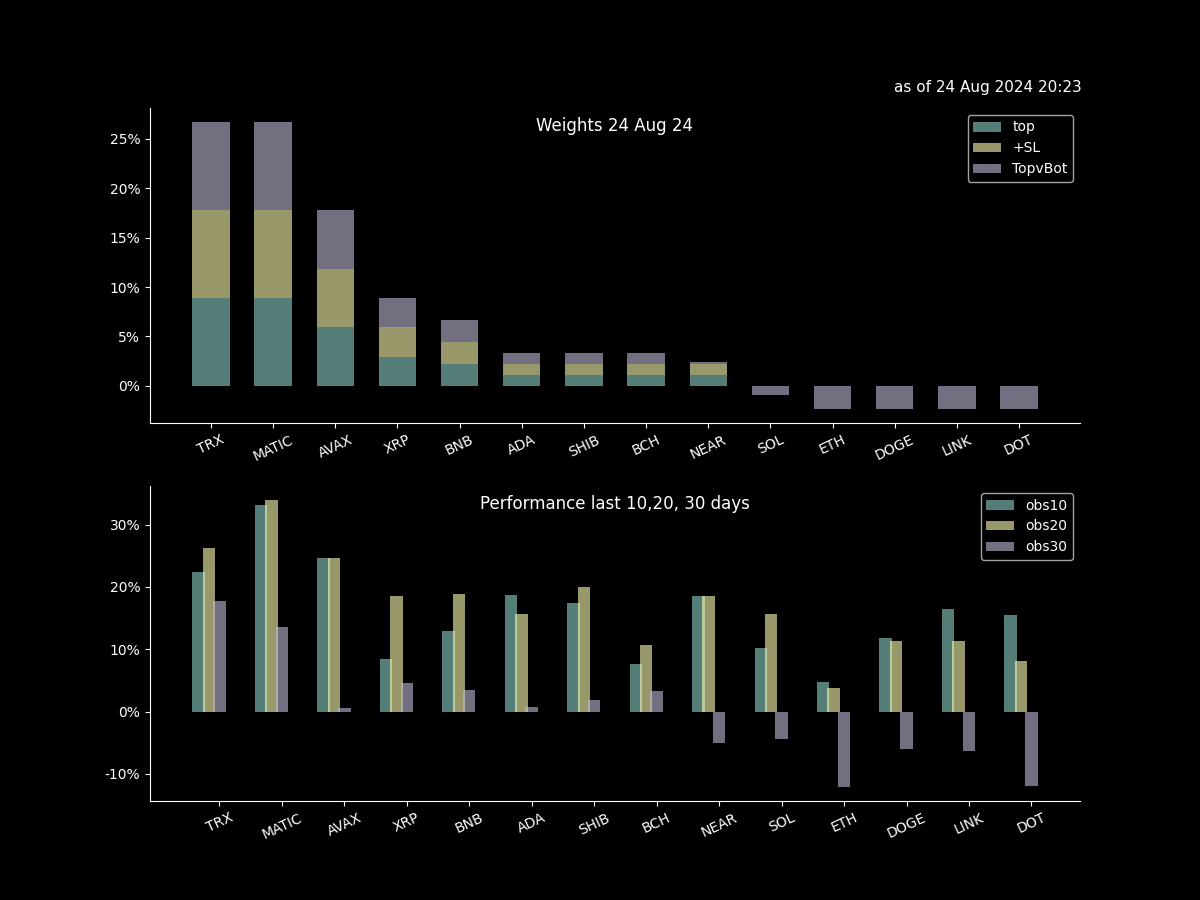 as of 24 Aug 2024 20:23
Weights 24 Aug 24
top
+SL
TopvBot
25%
20%
15%
10%
5%
0%
TRX MATIC AVAX XRP BNB ADA SHIB BCH NEAR SOL ETH DOGE LINK DOT
Performance last 10,20, 30 days
obs10
obs20
obs30
30%
20%
10%
0%
-10%
TRX MATIC AVAX XRP BNB ADA SHIB BCH NEAR SOL ETH DOGE LINK DOT